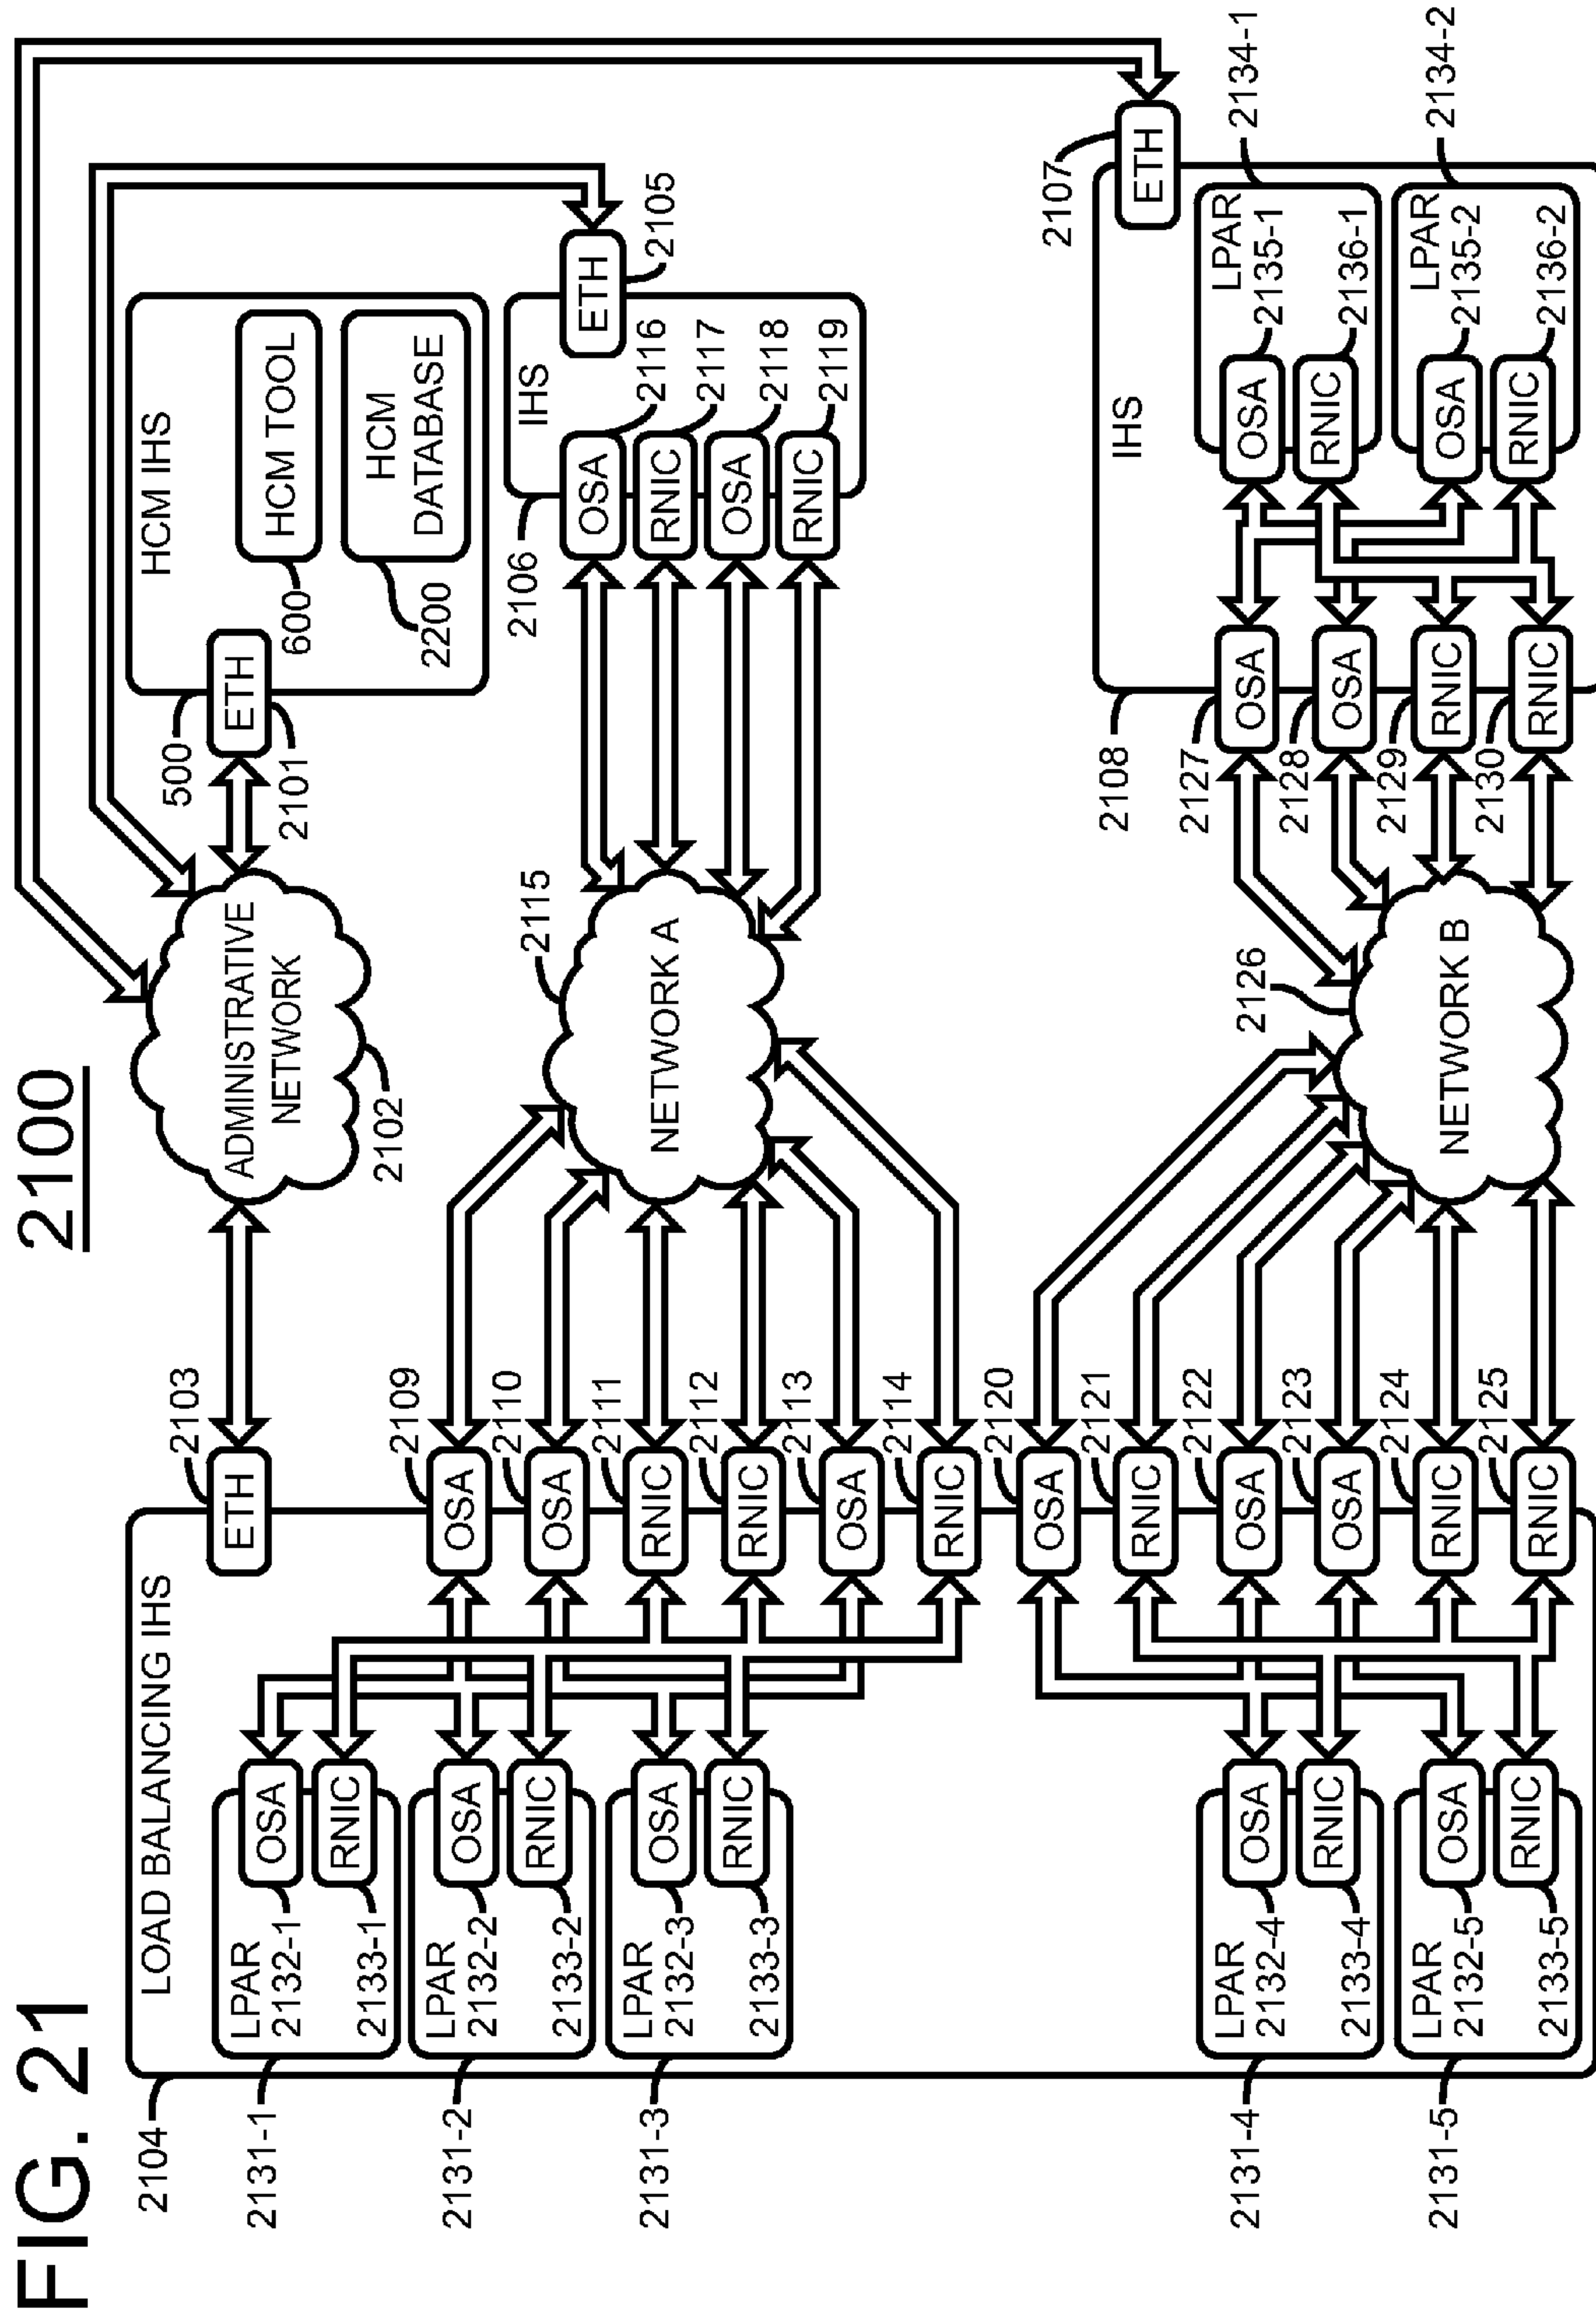 FIG. 21
2100
LOAD BALANCING IHS
2104
ETH
2103
ADMINISTRATIVE
NETWORK
2102
HCM IHS
500
ETH
2101
HCM TOOL
600
HCM
DATABASE
2200
2131-1
LPAR
OSA
2132-1
RNIC
2133-1
2131-2
LPAR
OSA
2132-2
RNIC
2133-2
2131-3
LPAR
OSA
2132-3
RNIC
2133-3
2131-4
LPAR
OSA
2132-4
RNIC
2133-4
2131-5
LPAR
OSA
2132-5
RNIC
2133-5
OSA
2109
OSA
2110
RNIC
2111
RNIC
2112
OSA
2113
RNIC
2114
OSA
2120
RNIC
2121
OSA
2122
OSA
2123
RNIC
2124
RNIC
2125
NETWORK A
2115
IHS
2106
ETH
2105
OSA
2116
RNIC
2117
OSA
2118
RNIC
2119
NETWORK B
2126
IHS
2108
ETH
2107
OSA
2127
OSA
2128
RNIC
2129
RNIC
2130
LPAR
2134-1
OSA
2135-1
RNIC
2136-1
LPAR
2134-2
OSA
2135-2
RNIC
2136-2